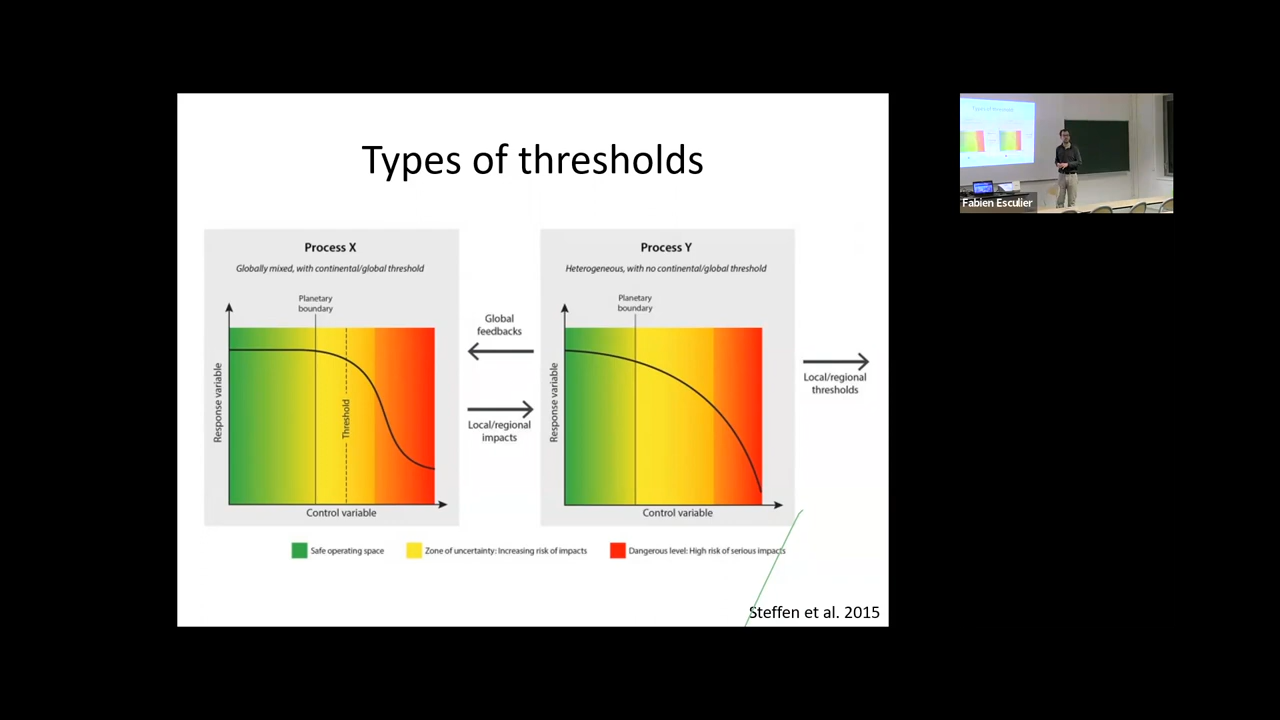 Types of thresholds
Process X
Globally mixed, with continental/global threshold
Planetary
boundary
Response variable
Threshold
Control variable
Global
feedbacks
Local/regional
impacts
Process Y
Heterogeneous, with no continental/global threshold
Planetary
boundary
Response variable
Control variable
Local/regional
thresholds
Safe operating space
Zone of uncertainty: Increasing risk of impacts
Dangerous level: High risk of serious impacts
Steffen et al. 2015
Types of thresholds
Fabien Esculier